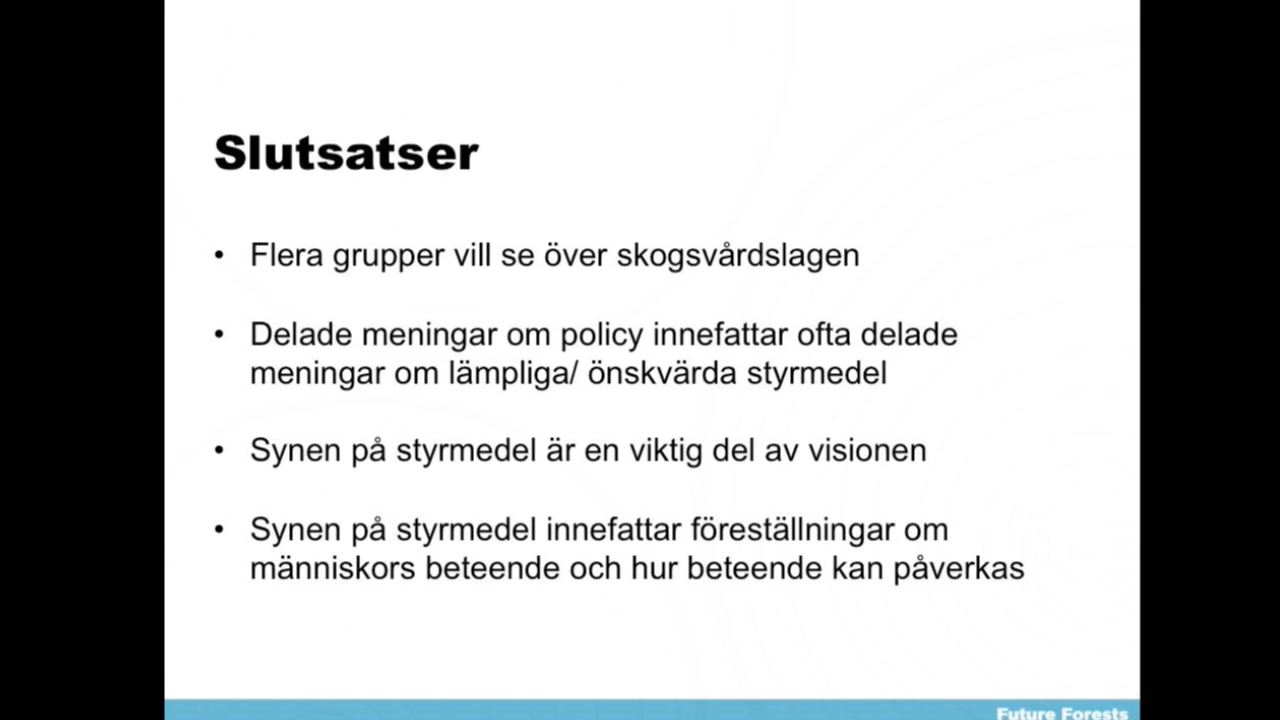 Slutsatser
• Flera grupper vill se över skogsvårdslagen
• Delade meningar om policy innefattar ofta delade
meningar om lämpliga/ önskvärda styrmedel
• Synen på styrmedel är en viktig del av visionen
• Synen på styrmedel innefattar föreställningar om
människors beteende och hur beteende kan påverkas
Future Forests